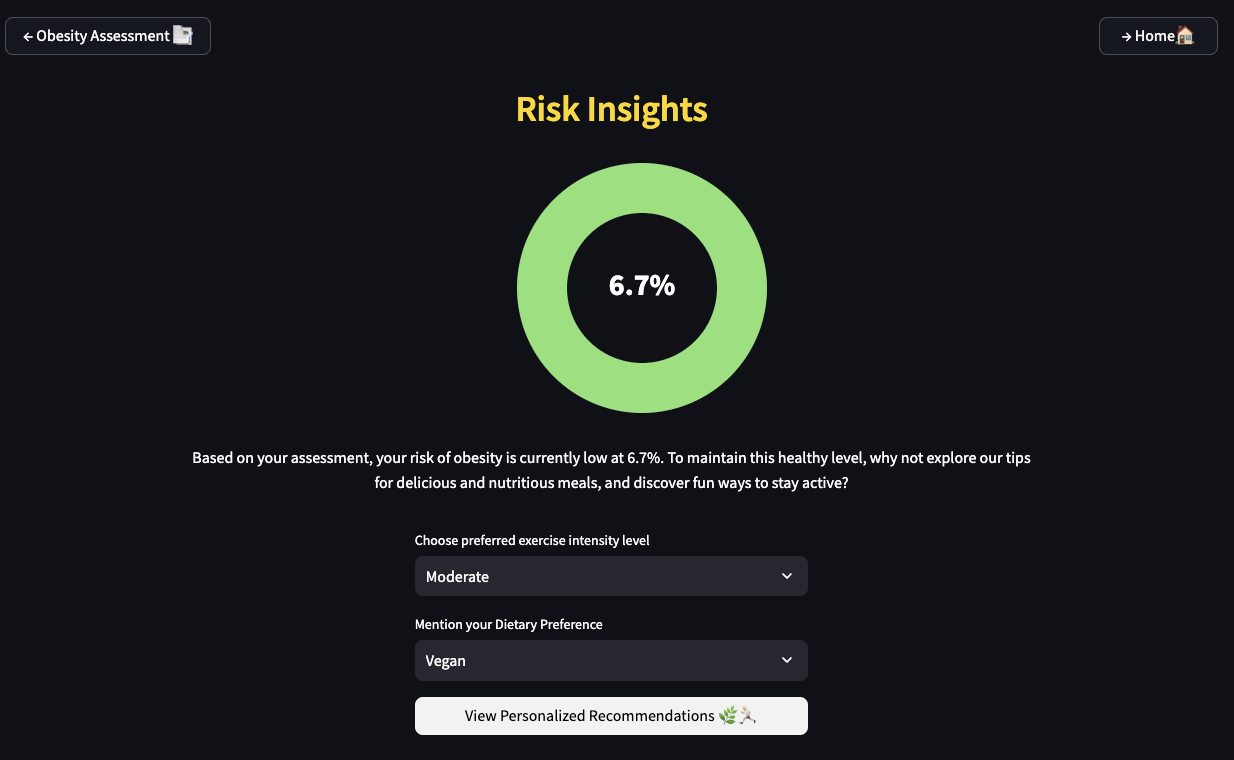 ← Obesity Assessment 📑
→ Home🏠
Risk Insights
6.7%
Based on your assessment, your risk of obesity is currently low at 6.7%. To maintain this healthy level, why not explore our tips
for delicious and nutritious meals, and discover fun ways to stay active?
Choose preferred exercise intensity level
Moderate
Mention your Dietary Preference
Vegan
View Personalized Recommendations 🌿🏃